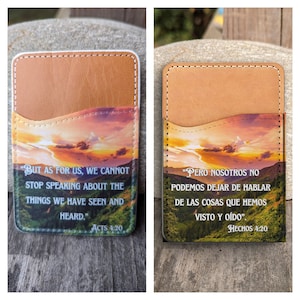 "But as for us, we cannot
stop speaking about the
things we have seen and
heard."
Acts 4:20
"Pero nosotros no
podemos dejar de hablar
de las cosas que hemos
visto y oído".
Hechos 4:20